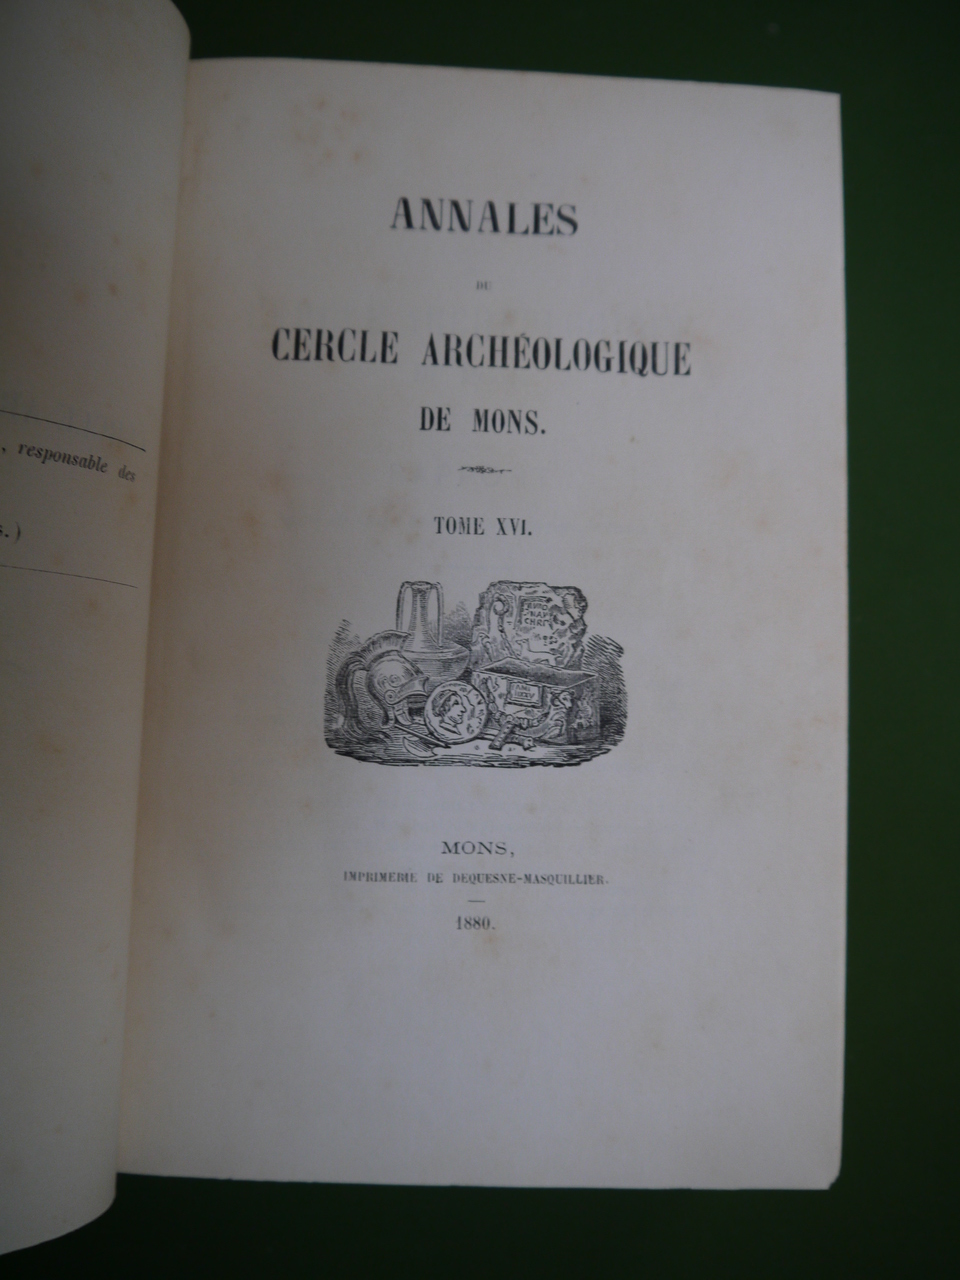 , responsable des
s.)
ANNALES
DU
CERCLE ARCHÉOLOGIQUE
DE MONS.
TOME XVI.
MONS,
IMPRIMERIE DE DEQUESNE-MASQUILLIER.
1880.